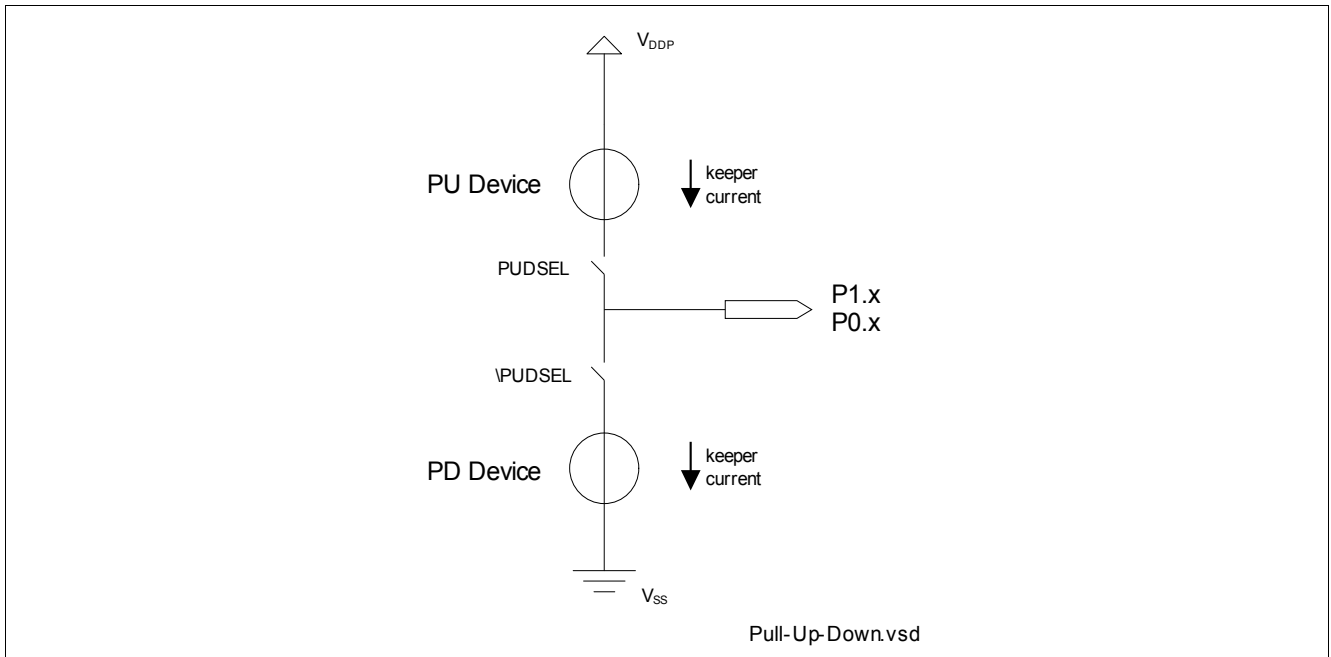 VDDP
PU Device
keeper
current
PUDSEL
P1.x
P0.x
\PUDSEL
PD Device
keeper
current
VSS
Pull-Up-Down.vsd